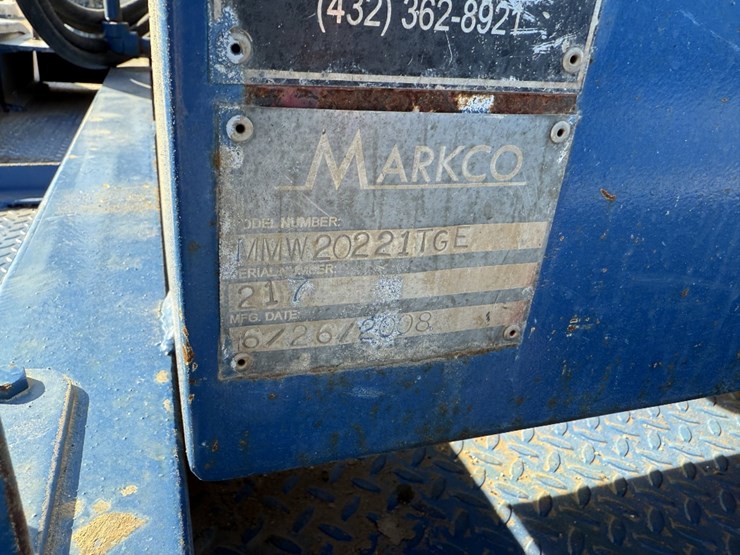 (432) 362-8921
MARKCO
MODEL NUMBER:
MMW20221TGE
SERIAL NUMBER:
217
MFG. DATE:
6/26/2008